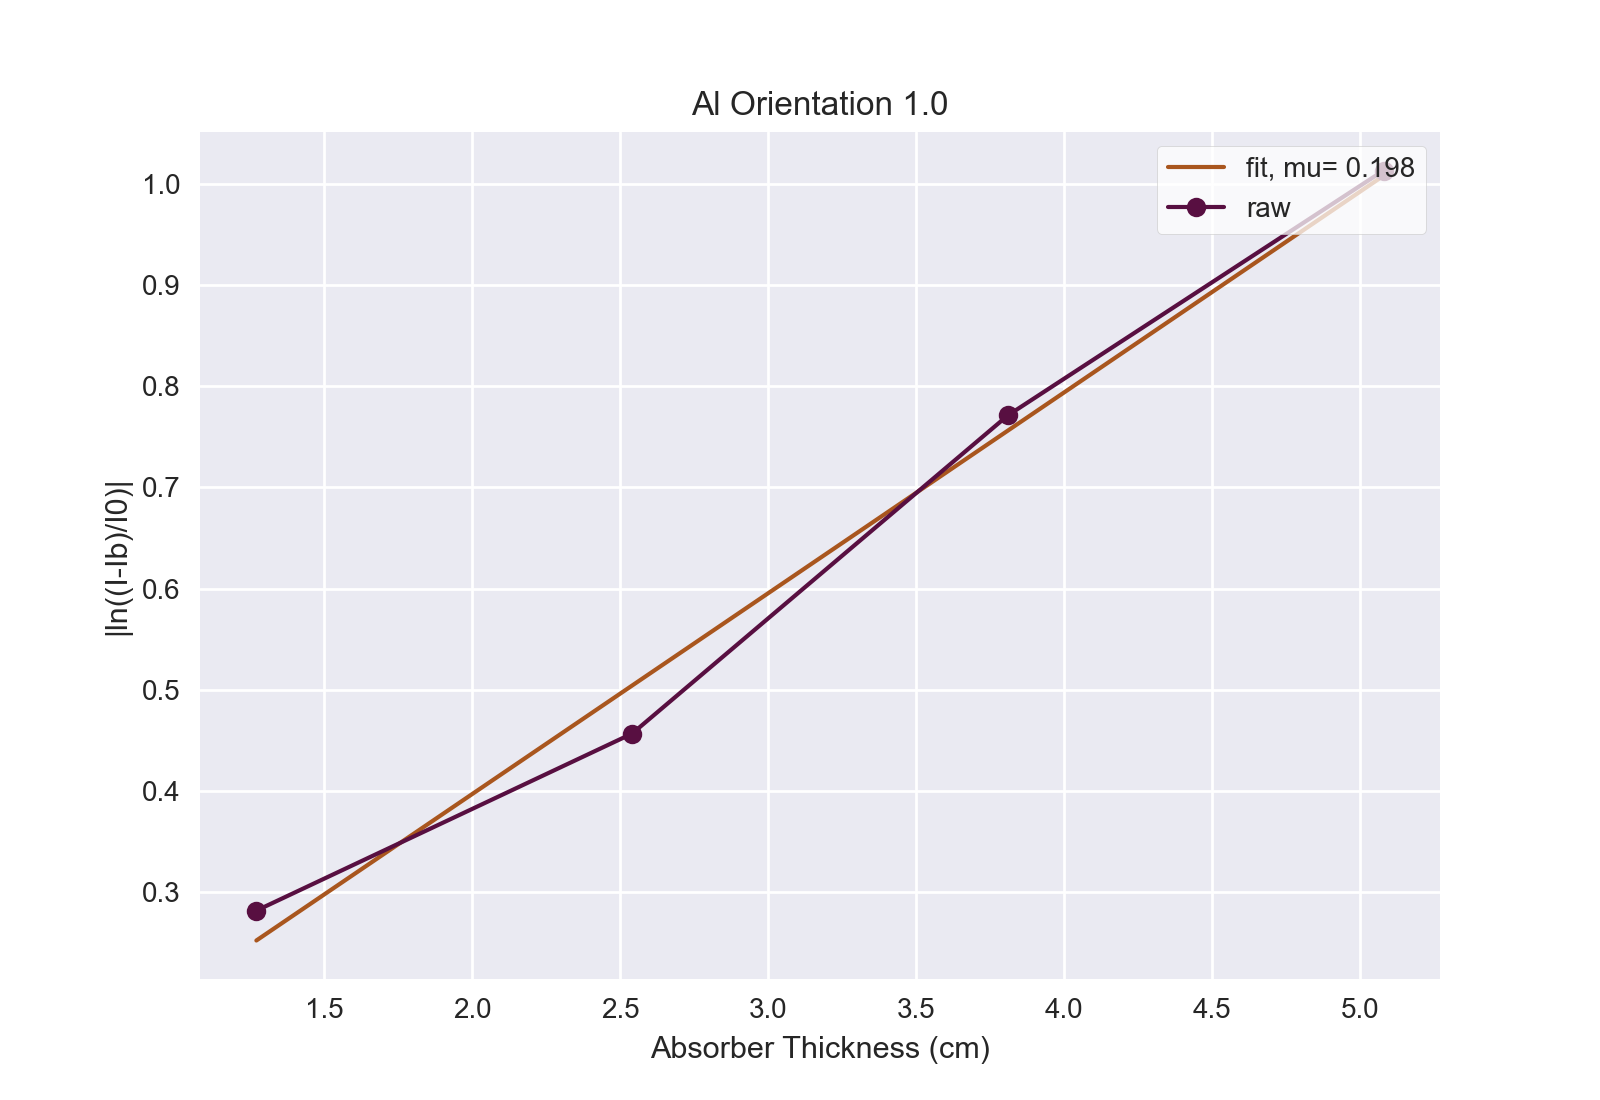 Al Orientation 1.0
fit, mu= 0.198
raw
|ln((I-Ib)/I0)|
1.0
0.9
0.8
0.7
0.6
0.5
0.4
0.3
1.5 2.0 2.5 3.0 3.5 4.0 4.5 5.0
Absorber Thickness (cm)